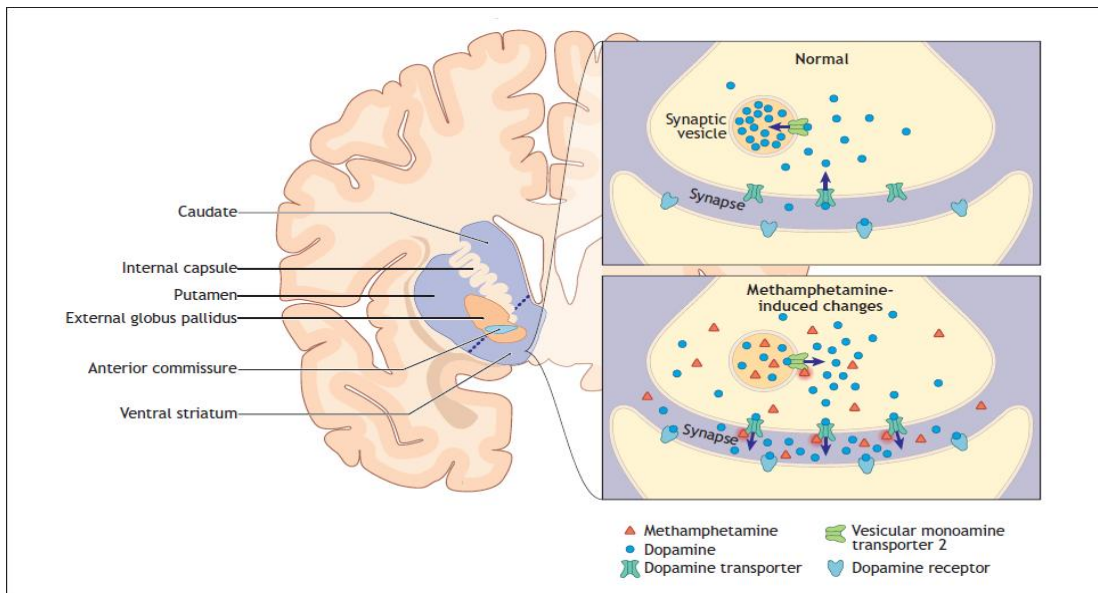 Caudate
Internal capsule
Putamen
External globus pallidus
Anterior commissure
Ventral striatum
Normal
Synaptic
vesicle
Synapse
Methamphetamine-
induced changes
Synapse
Methamphetamine
Dopamine
Dopamine transporter
Vesicular monoamine
transporter 2
Dopamine receptor